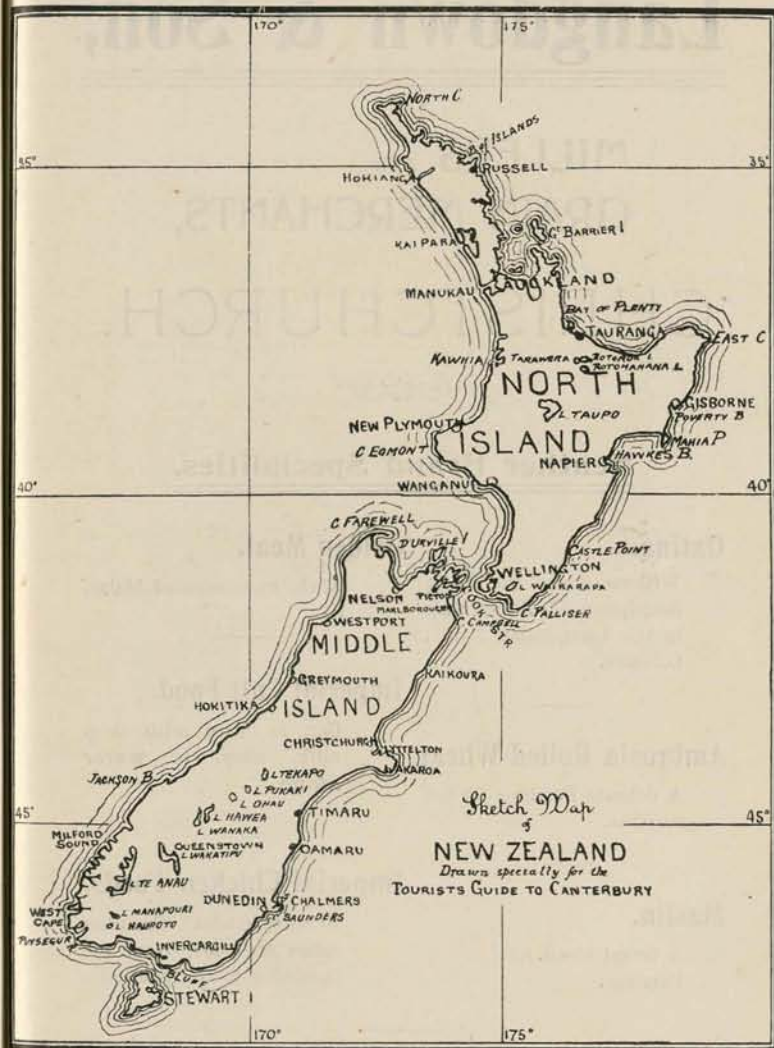 170°
175°
NORTH C
B of ISLANDS
35°
35°
RUSSELL
HOKIANGA
Gt BARRIER I
KAIPARA
AUCKLAND
MANUKAU
BAY OF PLENTY
TAURANGA
EAST C
KAWHIA
TARAWERA
ROTORUA L
ROTOMAHANA L
NORTH
ISLAND
L TAUPO
GISBORNE
POVERTY B
NEW PLYMOUTH
C EGMONT
MAHIA P
HAWKES B.
NAPIER
WANGANUI
40°
40°
C FAREWELL
D'URVILLE I
CASTLE POINT
WELLINGTON
L WAIRARAPA
NELSON
PICTON
MARLBOROUGH
COOK STR
C. CAMPBELL
C PALLISER
WESTPORT
MIDDLE
ISLAND
KAIKOURA
GREYMOUTH
HOKITIKA
CHRISTCHURCH
LYTTELTON
AKAROA
JACKSON B
L TEKAPO
L PUKAKI
L OHAU
L HAWEA
L WANAKA
TIMARU
45°
45°
MILFORD
SOUND
QUEENSTOWN
L WAKATIPU
OAMARU
L TE ANAU
DUNEDIN
Pt CHALMERS
C SAUNDERS
WEST
CAPE
L MANAPOURI
PUYSEGUR
INVERCARGILL
BLUFF
STEWART I
Sketch Map
of
NEW ZEALAND
Drawn specially for the
TOURISTS GUIDE TO CANTERBURY
170°
175°